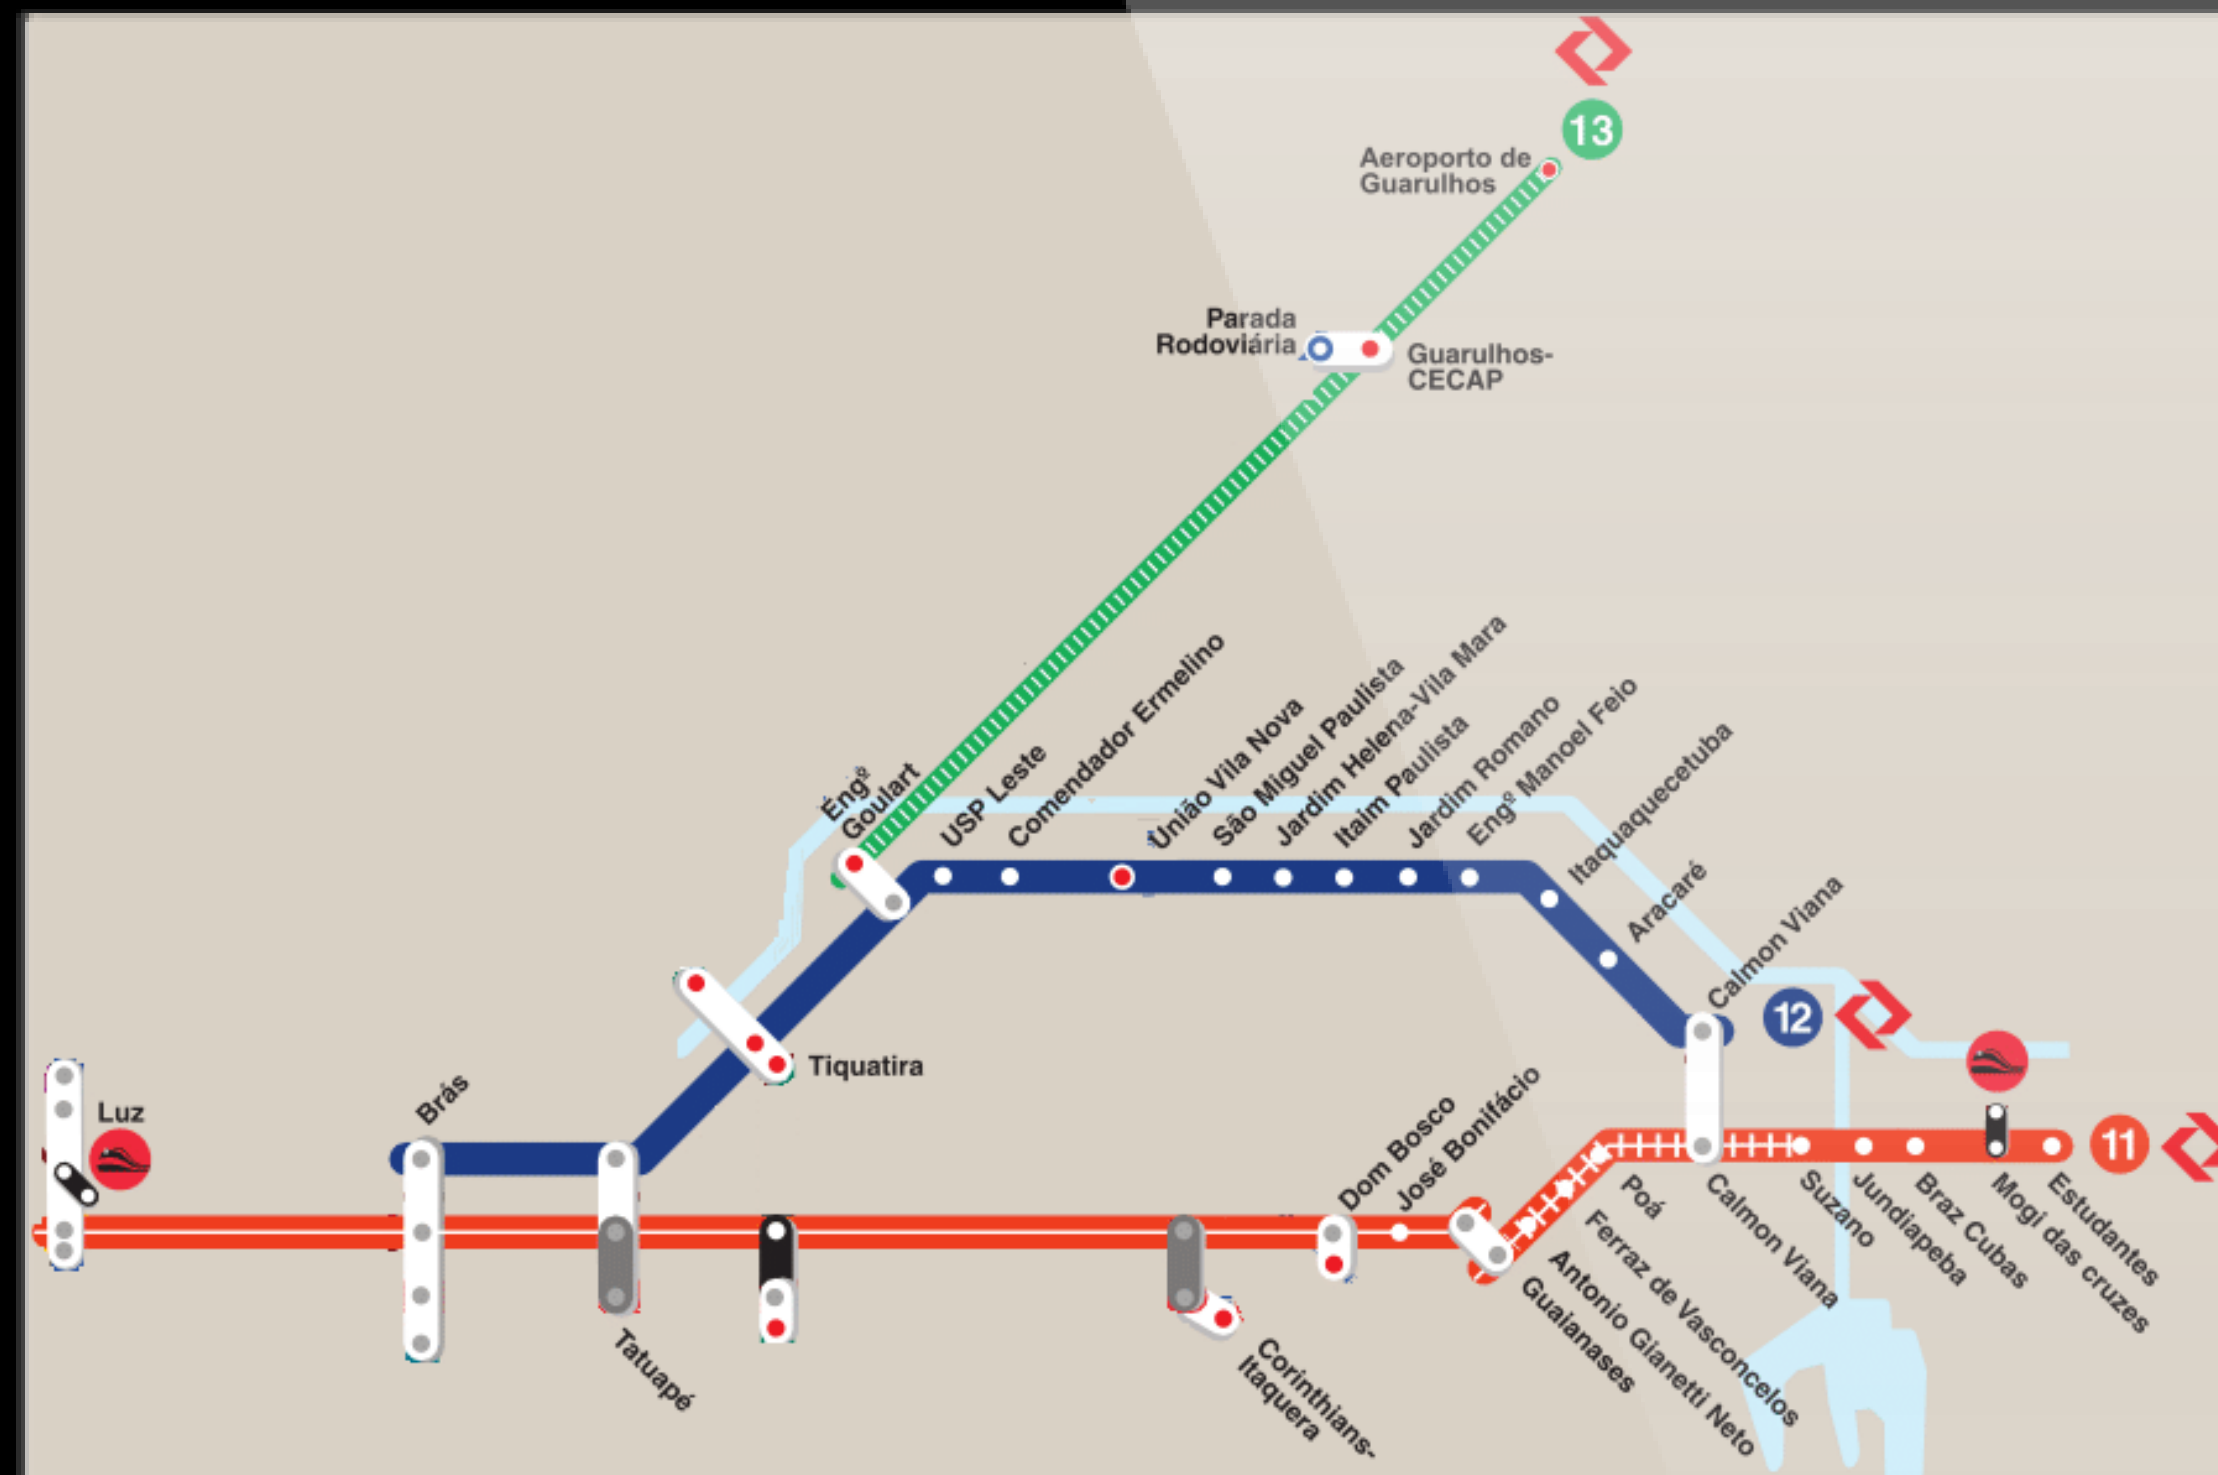 13
Aeroporto de
Guarulhos
Parada
Rodoviária
Guarulhos-
CECAP
Engº
Goulart
USP Leste
Comendador Ermelino
União Vila Nova
São Miguel Paulista
Jardim Helena-Vila Mara
Itaim Paulista
Jardim Romano
Engº Manoel Feio
Itaquaquecetuba
Aracaré
Calmon Viana
12
Tiquatira
Brás
Luz
Tatuapé
Corinthians-
Itaquera
Dom Bosco
José Bonifácio
Guaianases
Antonio Gianetti Neto
Ferraz de Vasconcelos
Poá
Calmon Viana
Suzano
Jundiapeba
Braz Cubas
Mogi das cruzes
Estudantes
11